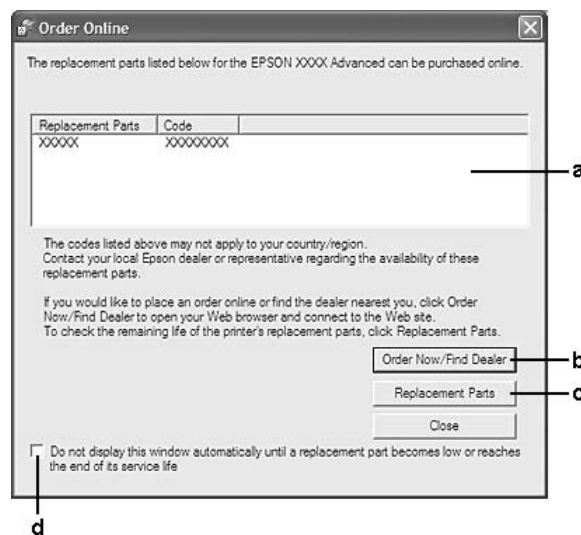 Order Online
The replacement parts listed below for the EPSON XXXX Advanced can be purchased online.
Replacement Parts Code
XXXXX XXXXXXXX
a
The codes listed above may not apply to your country/region.
Contact your local Epson dealer or representative regarding the availability of these
replacement parts.
If you would like to place an order online or find the dealer nearest you, click Order
Now/Find Dealer to open your Web browser and connect to the Web site.
To check the remaining life of the printer's replacement parts, click Replacement Parts.
Order Now/Find Dealer
b
Replacement Parts
c
Close
Do not display this window automatically until a replacement part becomes low or reaches
the end of its service life
d